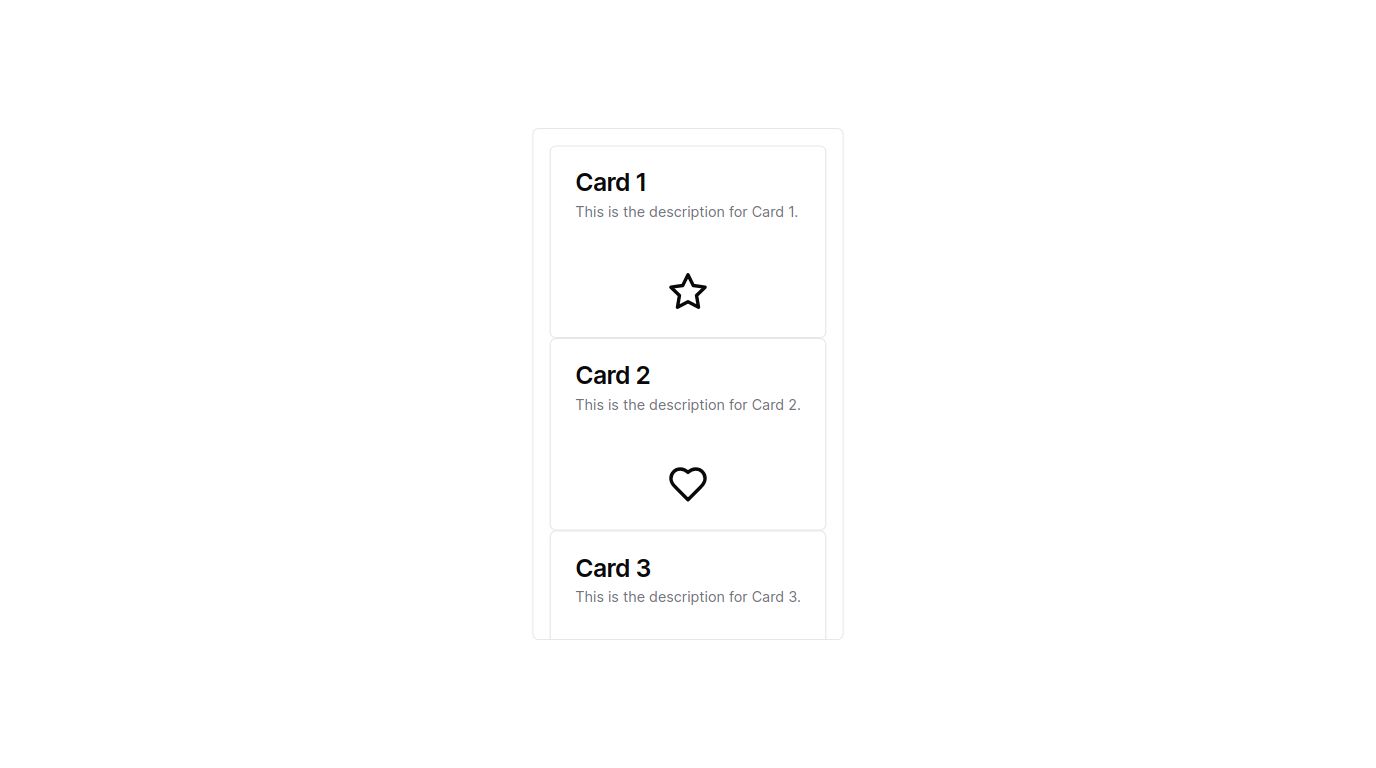 Card 1
This is the description for Card 1.
Card 2
This is the description for Card 2.
Card 3
This is the description for Card 3.